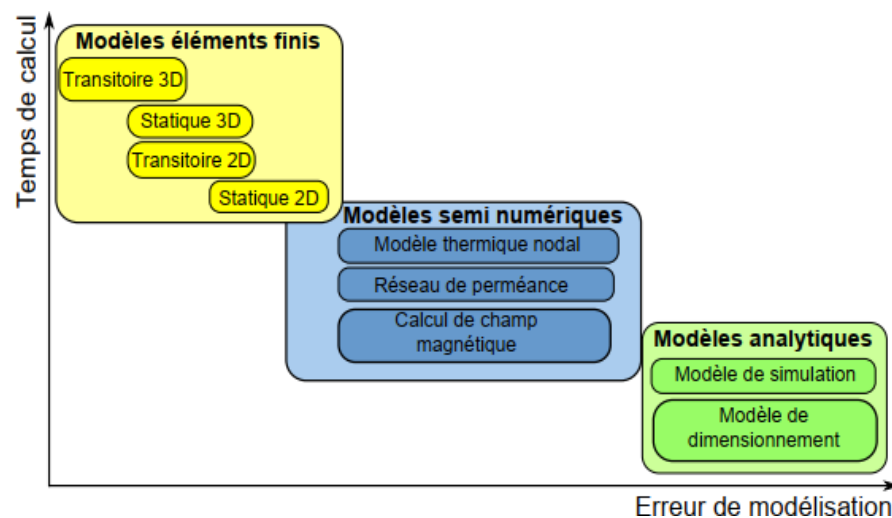 Temps de calcul
Modèles éléments finis
Transitoire 3D
Statique 3D
Transitoire 2D
Statique 2D
Modèles semi numériques
Modèle thermique nodal
Réseau de perméance
Calcul de champ
magnétique
Modèles analytiques
Modèle de simulation
Modèle de
dimensionnement
Erreur de modélisation